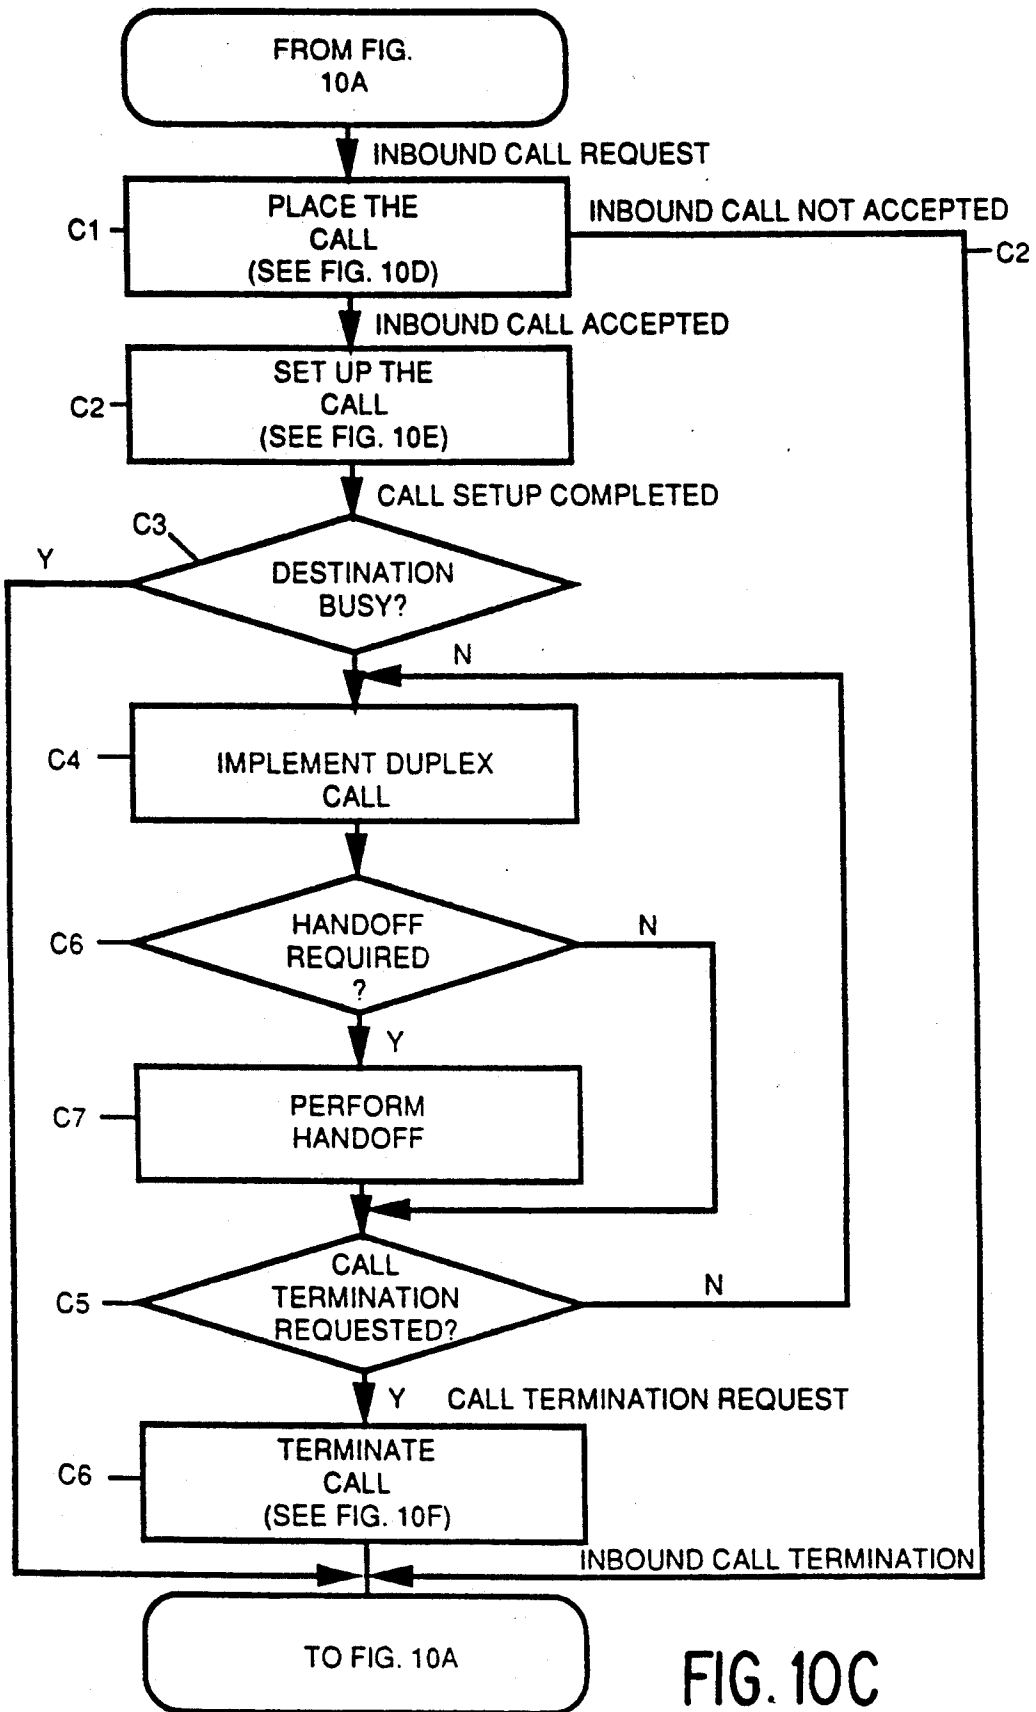 FROM FIG.
10A
INBOUND CALL REQUEST
C1
PLACE THE
CALL
(SEE FIG. 10D)
INBOUND CALL NOT ACCEPTED
C2
INBOUND CALL ACCEPTED
C2
SET UP THE
CALL
(SEE FIG. 10E)
CALL SETUP COMPLETED
C3
Y
DESTINATION
BUSY?
N
C4
IMPLEMENT DUPLEX
CALL
C6
HANDOFF
REQUIRED
?
N
Y
C7
PERFORM
HANDOFF
C5
CALL
TERMINATION
REQUESTED?
N
Y
CALL TERMINATION REQUEST
C6
TERMINATE
CALL
(SEE FIG. 10F)
INBOUND CALL TERMINATION
TO FIG. 10A
FIG. 10C